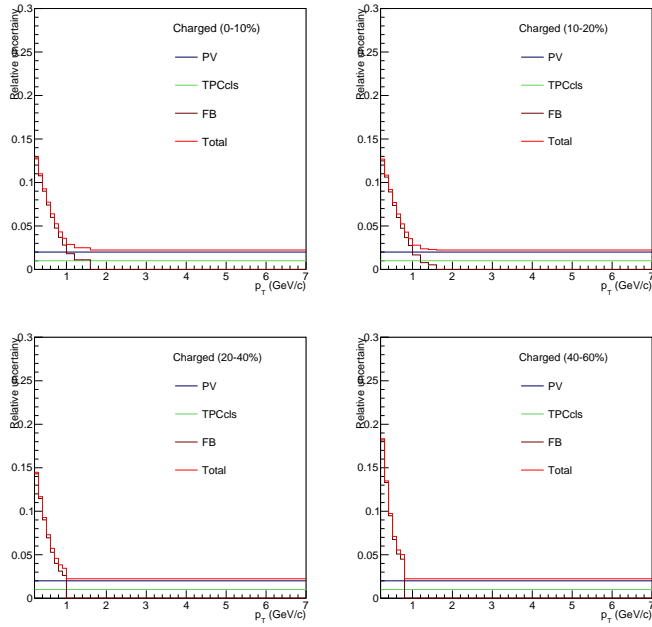 Relative uncertainty
0.3
0.25
0.2
0.15
0.1
0.05
0
Charged (0-10%)
PV
TPCcls
FB
Total
1 2 3 4 5 6 7
p_T (GeV/c)
Relative uncertainty
0.3
0.25
0.2
0.15
0.1
0.05
0
Charged (10-20%)
PV
TPCcls
FB
Total
1 2 3 4 5 6 7
p_T (GeV/c)
Relative uncertainty
0.3
0.25
0.2
0.15
0.1
0.05
0
Charged (20-40%)
PV
TPCcls
FB
Total
1 2 3 4 5 6 7
p_T (GeV/c)
Relative uncertainty
0.3
0.25
0.2
0.15
0.1
0.05
0
Charged (40-60%)
PV
TPCcls
FB
Total
1 2 3 4 5 6 7
p_T (GeV/c)